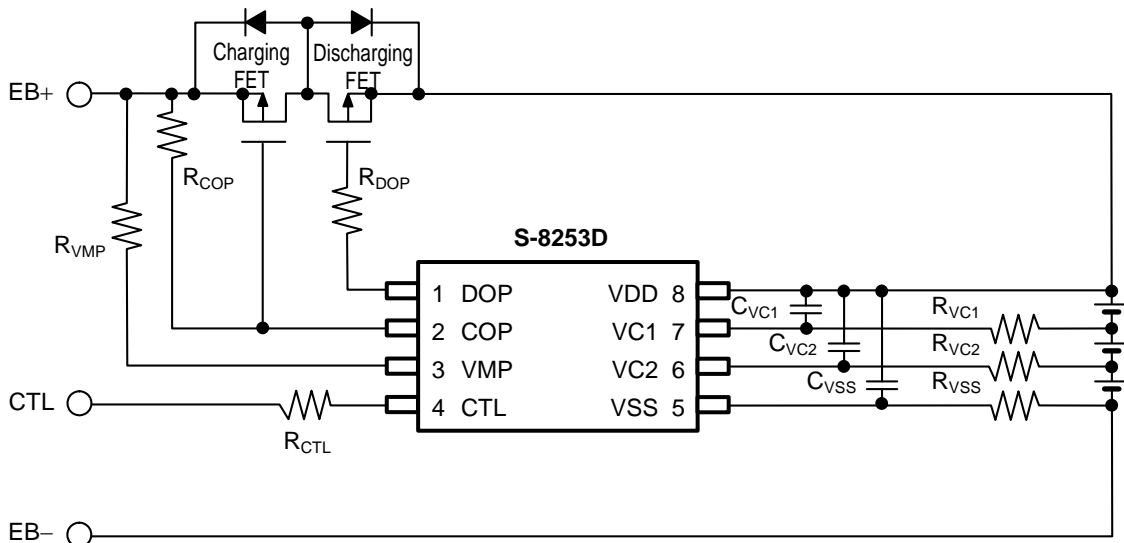 Charging Discharging
FET FET
EB+
RCOP
RDOP
RVMP
S-8253D
1 DOP VDD 8
CVC1
RVC1
2 COP VC1 7
CVC2
RVC2
3 VMP VC2 6
CVSS
RVSS
CTL
4 CTL VSS 5
RCTL
EB−